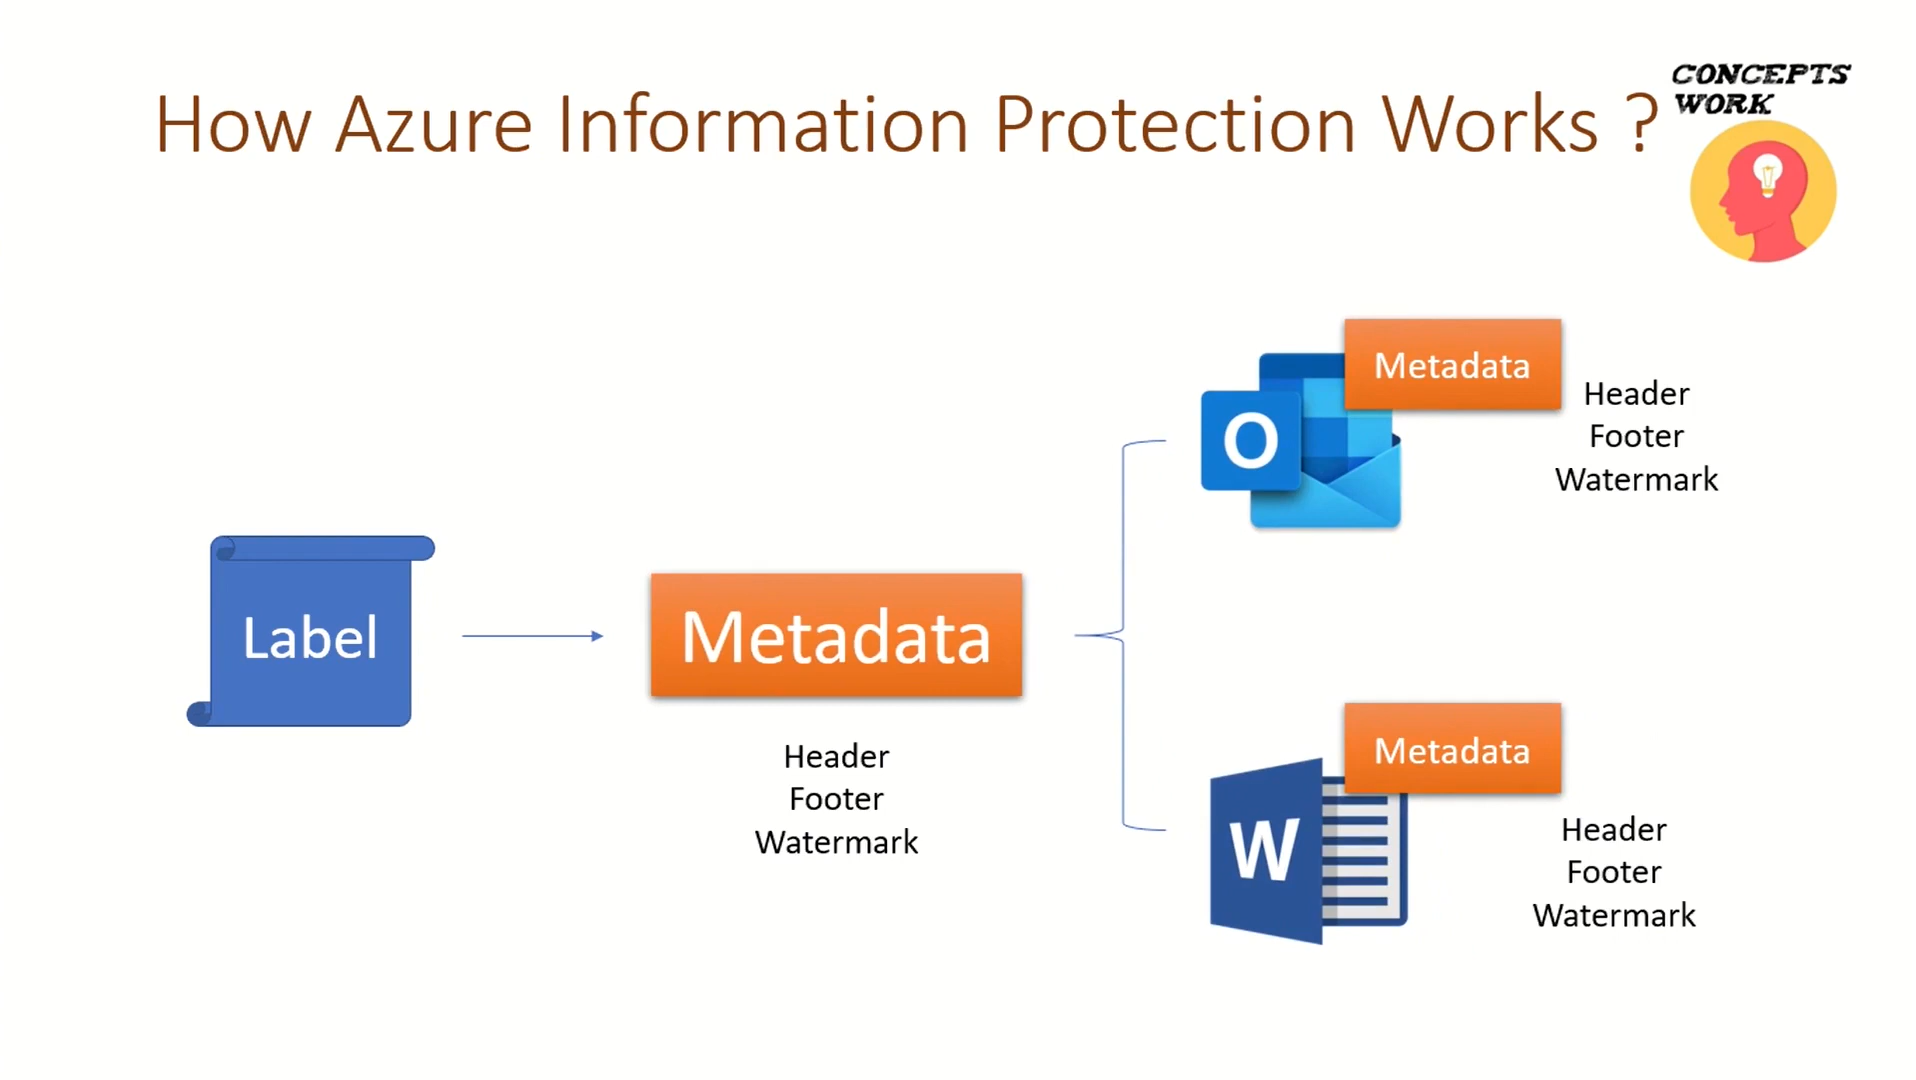 How Azure Information Protection Works ?
CONCEPTS
WORK
Label
Metadata
Header
Footer
Watermark
O
Metadata
Header
Footer
Watermark
W
Metadata
Header
Footer
Watermark